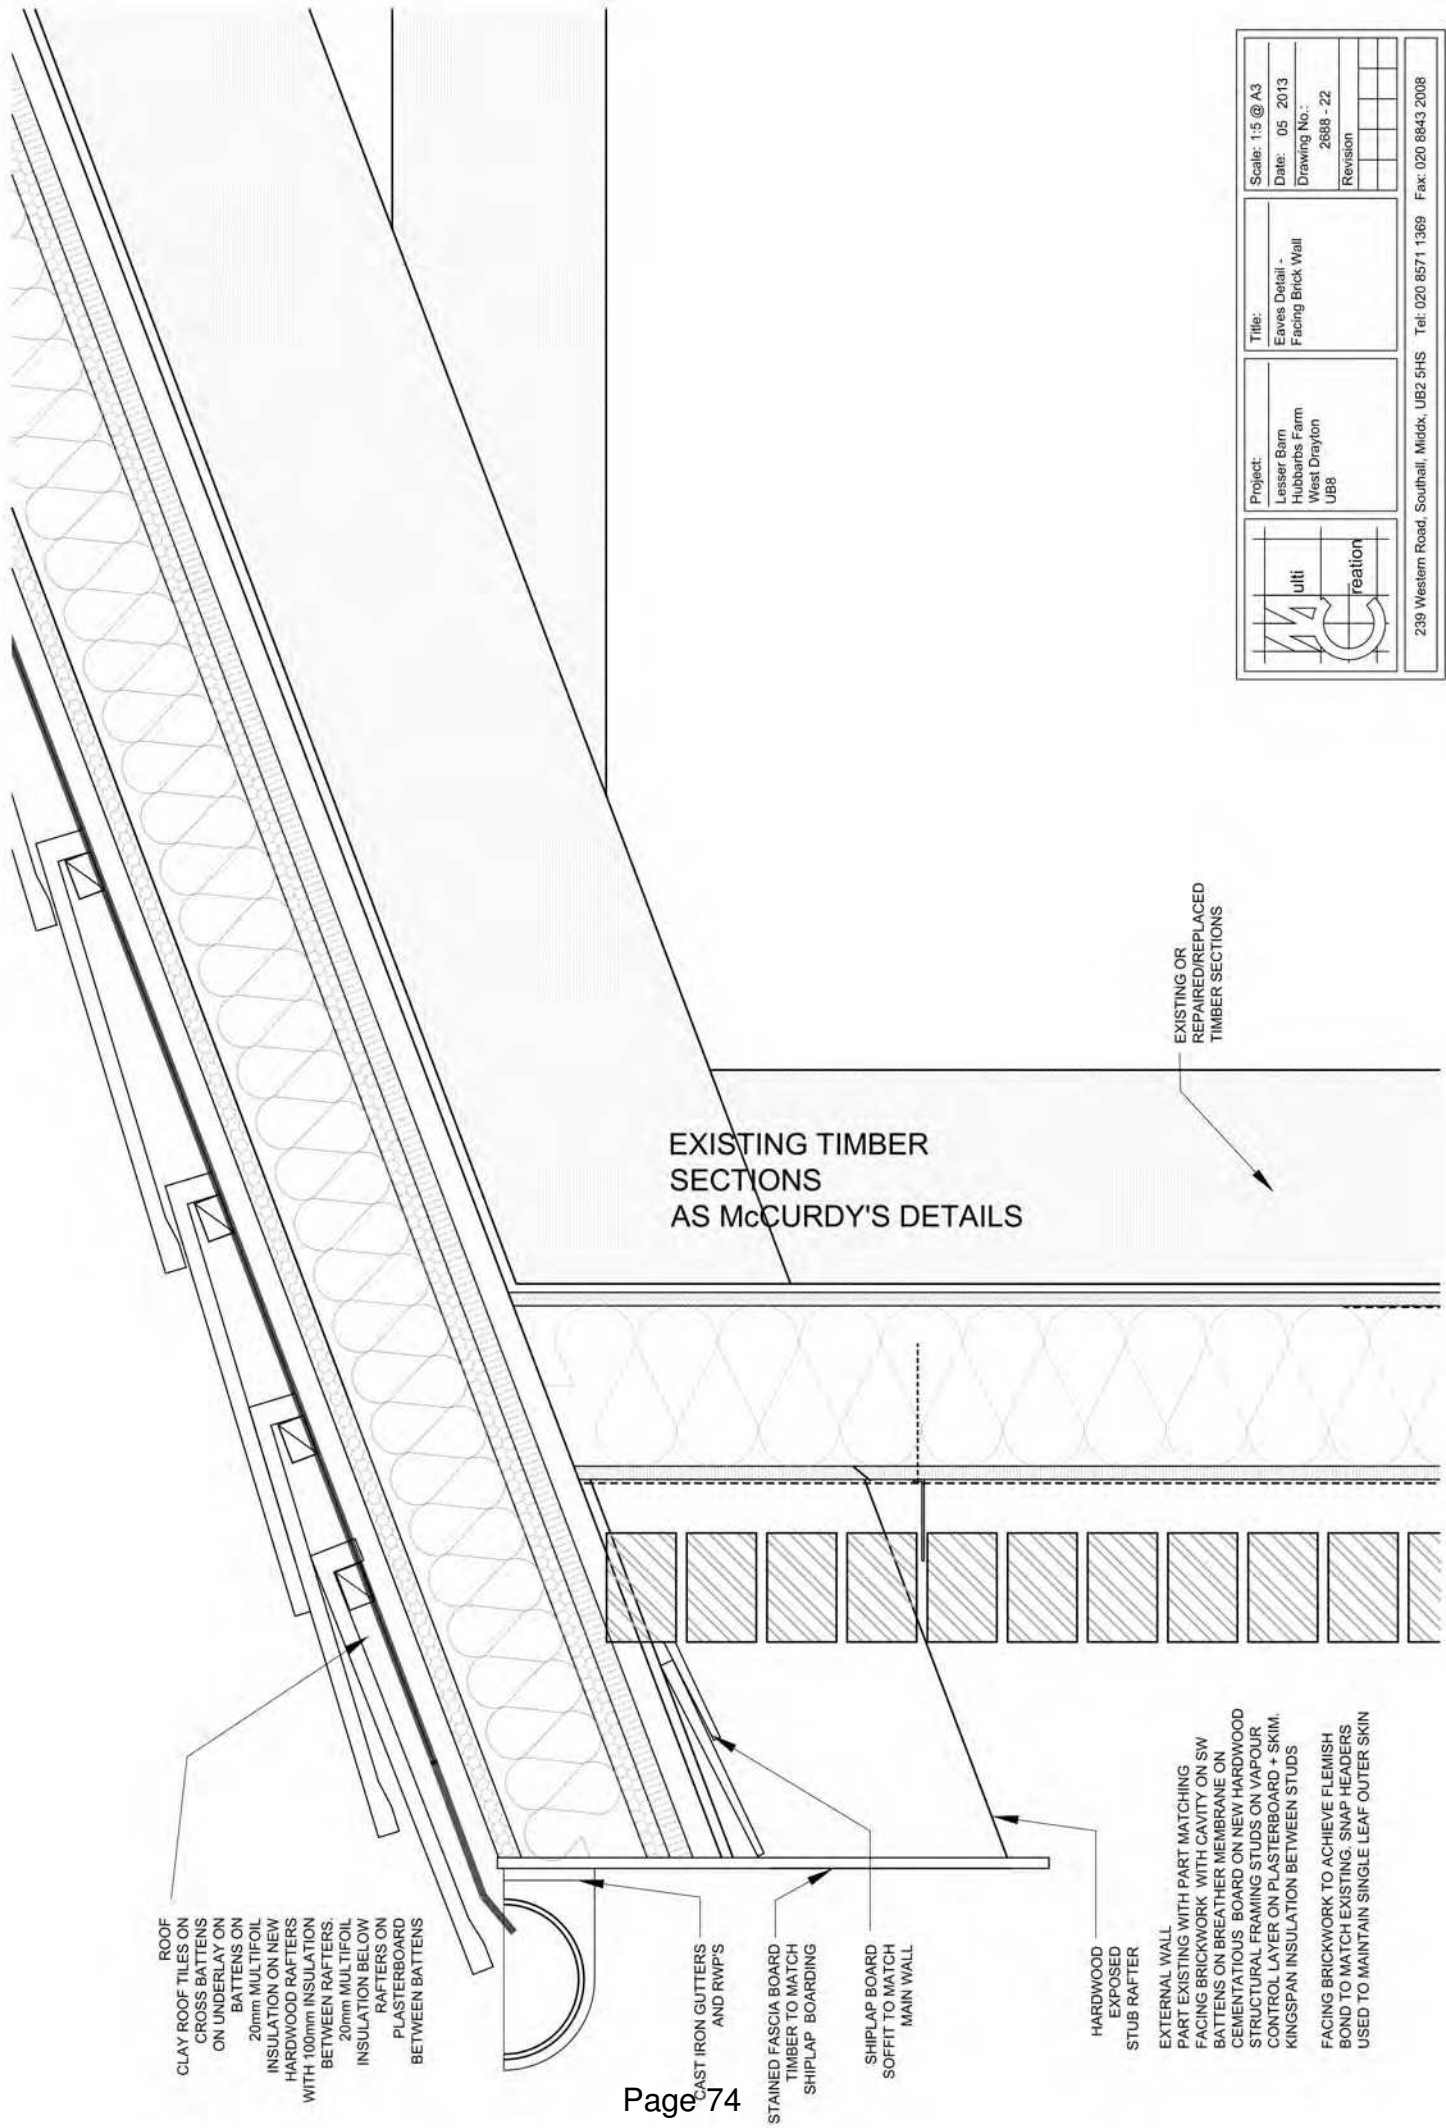 ROOF
CLAY ROOF TILES ON
CROSS BATTENS
ON UNDERLAY ON
BATTENS ON
20mm MULTIFOIL
INSULATION ON NEW
HARDWOOD RAFTERS
WITH 100mm INSULATION
BETWEEN RAFTERS.
20mm MULTIFOIL
INSULATION BELOW
RAFTERS ON
PLASTERBOARD
BETWEEN BATTENS
CAST IRON GUTTERS
AND RWP'S
STAINED FASCIA BOARD
TIMBER TO MATCH
SHIPLAP BOARDING
SHIPLAP BOARD
SOFFIT TO MATCH
MAIN WALL
HARDWOOD
EXPOSED
STUB RAFTER
EXTERNAL WALL
PART EXISTING WITH PART MATCHING
FACING BRICKWORK WITH CAVITY ON SW
BATTENS ON BREATHER MEMBRANE ON
CEMENTATIOUS BOARD ON NEW HARDWOOD
STRUCTURAL FRAMING STUDS ON VAPOUR
CONTROL LAYER ON PLASTERBOARD + SKIM.
KINGSPAN INSULATION BETWEEN STUDS
FACING BRICKWORK TO ACHIEVE FLEMISH
BOND TO MATCH EXISTING. SNAP HEADERS
USED TO MAINTAIN SINGLE LEAF OUTER SKIN
EXISTING TIMBER
SECTIONS
AS McCURDY'S DETAILS
EXISTING OR
REPAIRED/REPLACED
TIMBER SECTIONS
M ulti
C reation
Project:
Lesser Barn
Hubbarbs Farm
West Drayton
UB8
Title:
Eaves Detail -
Facing Brick Wall
Scale: 1:5 @ A3
Date: 05 2013
Drawing No.:
2688 - 22
Revision
239 Western Road, Southall, Middx, UB2 5HS Tel: 020 8571 1369 Fax: 020 8843 2008
Page 74